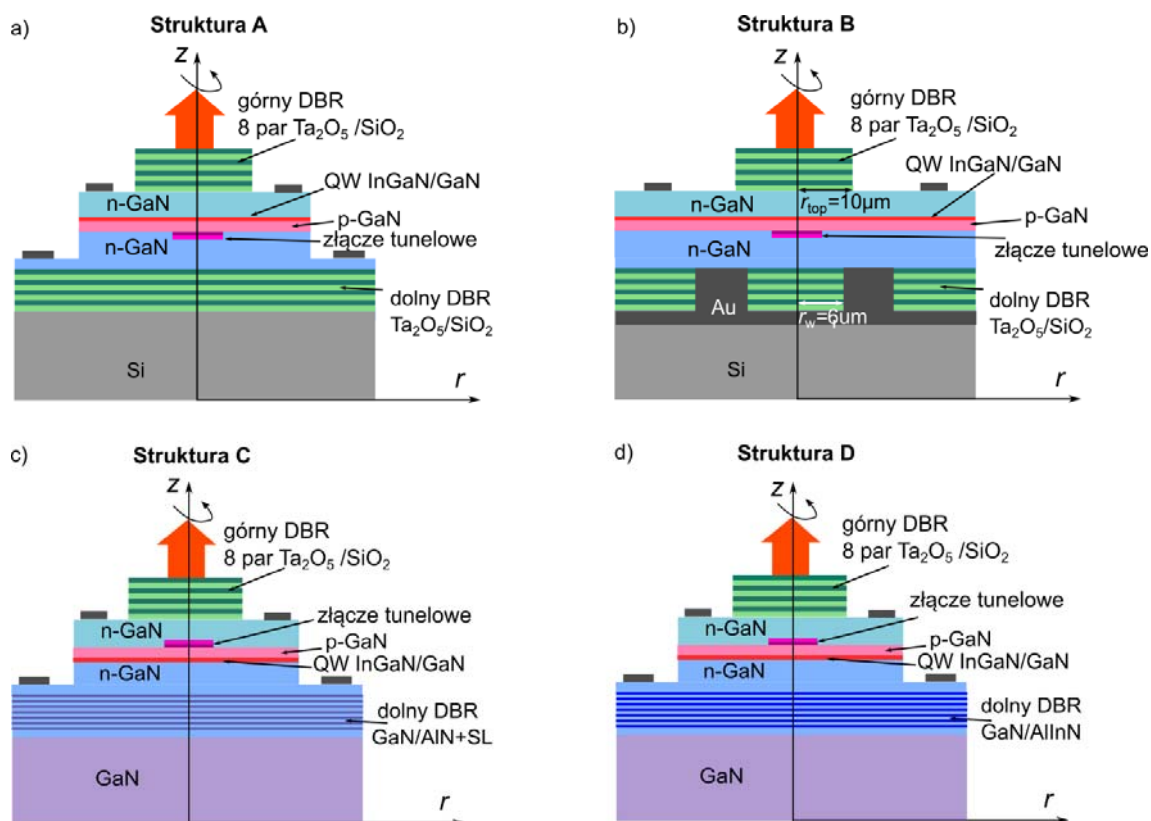 a)
Struktura A
z
górny DBR
8 par Ta₂O₅ /SiO₂
QW InGaN/GaN
n-GaN
p-GaN
złącze tunelowe
n-GaN
dolny DBR
Ta₂O₅/SiO₂
Si
r
b)
Struktura B
z
górny DBR
8 par Ta₂O₅ /SiO₂
QW InGaN/GaN
n-GaN
r_top=10µm
p-GaN
n-GaN
złącze tunelowe
Au
r_w=6um
dolny DBR
Ta₂O₅/SiO₂
Si
r
c)
Struktura C
z
górny DBR
8 par Ta₂O₅ /SiO₂
złącze tunelowe
n-GaN
p-GaN
QW InGaN/GaN
n-GaN
dolny DBR
GaN/AlN+SL
GaN
r
d)
Struktura D
z
górny DBR
8 par Ta₂O₅ /SiO₂
złącze tunelowe
n-GaN
p-GaN
QW InGaN/GaN
n-GaN
dolny DBR
GaN/AlInN
GaN
r